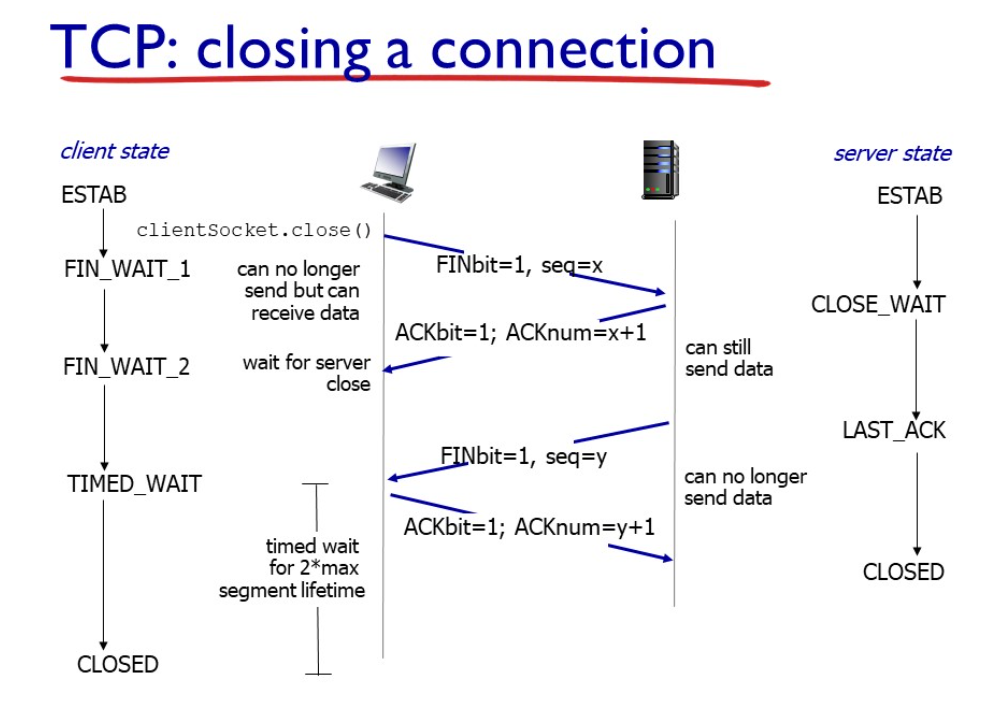 TCP: closing a connection
client state
server state
ESTAB
ESTAB
clientSocket.close()
FIN_WAIT_1
can no longer
send but can
receive data
FINbit=1, seq=x
CLOSE_WAIT
ACKbit=1; ACKnum=x+1
can still
send data
FIN_WAIT_2
wait for server
close
LAST_ACK
FINbit=1, seq=y
can no longer
send data
TIMED_WAIT
ACKbit=1; ACKnum=y+1
timed wait
for 2*max
segment lifetime
CLOSED
CLOSED